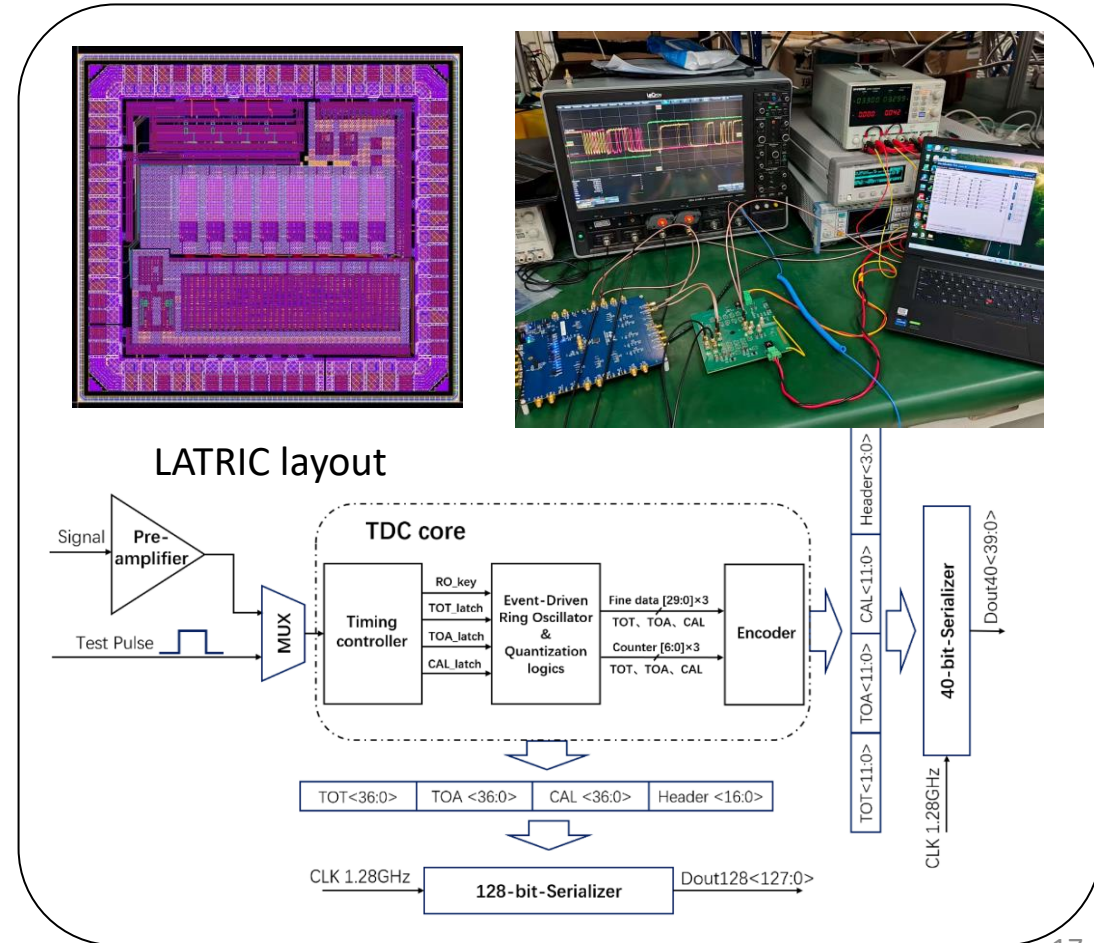 LATRIC layout
Signal
Pre-
amplifier
Test Pulse
MUX
TDC core
Timing
controller
RO_key
TOT_latch
TOA_latch
CAL_latch
Event-Driven
Ring Oscillator
&
Quantization
logics
Fine data [29:0]×3
TOT、TOA、CAL
Counter [6:0]×3
TOT、TOA、CAL
Encoder
Header<3:0>
CAL<11:0>
TOA<11:0>
TOT<11:0>
40-bit-Serializer
Dout40<39:0>
CLK 1.28GHz
TOT<36:0>
TOA <36:0>
CAL <36:0>
Header <16:0>
CLK 1.28GHz
128-bit-Serializer
Dout128<127:0>
17